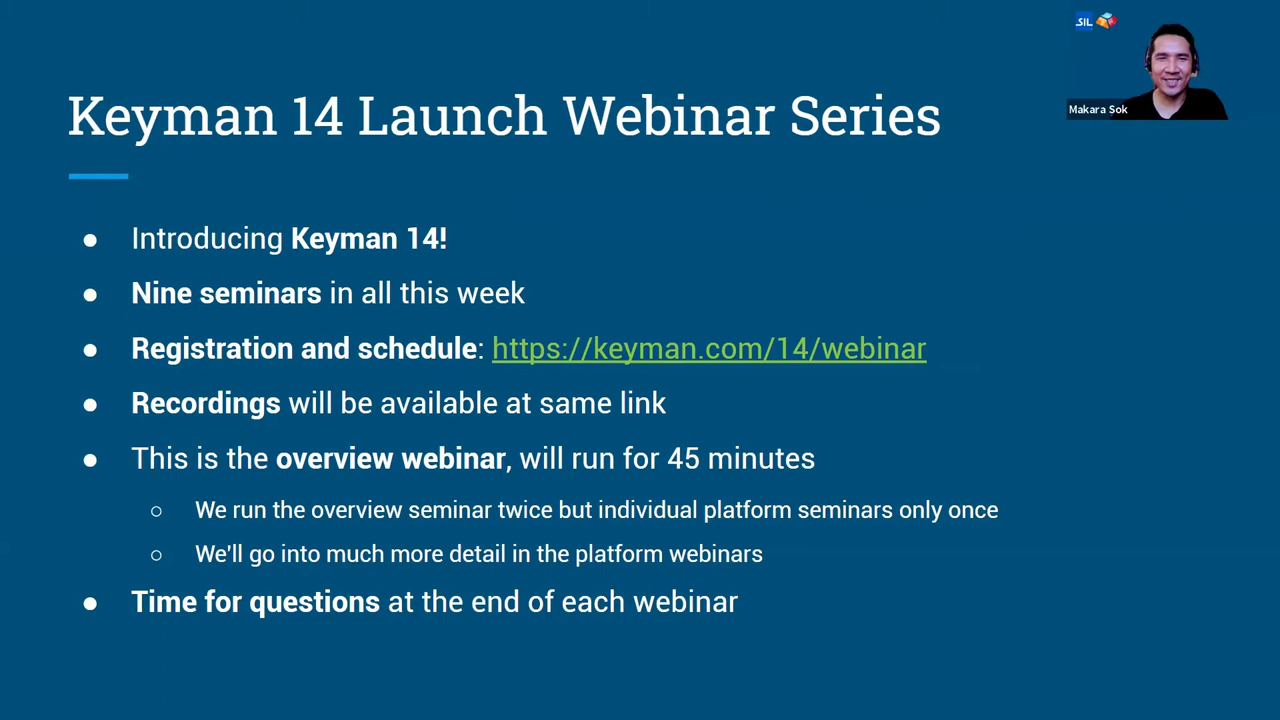 SIL
Makara Sok
Keyman 14 Launch Webinar Series
● Introducing Keyman 14!
● Nine seminars in all this week
● Registration and schedule: https://keyman.com/14/webinar
● Recordings will be available at same link
● This is the overview webinar, will run for 45 minutes
○ We run the overview seminar twice but individual platform seminars only once
○ We'll go into much more detail in the platform webinars
● Time for questions at the end of each webinar